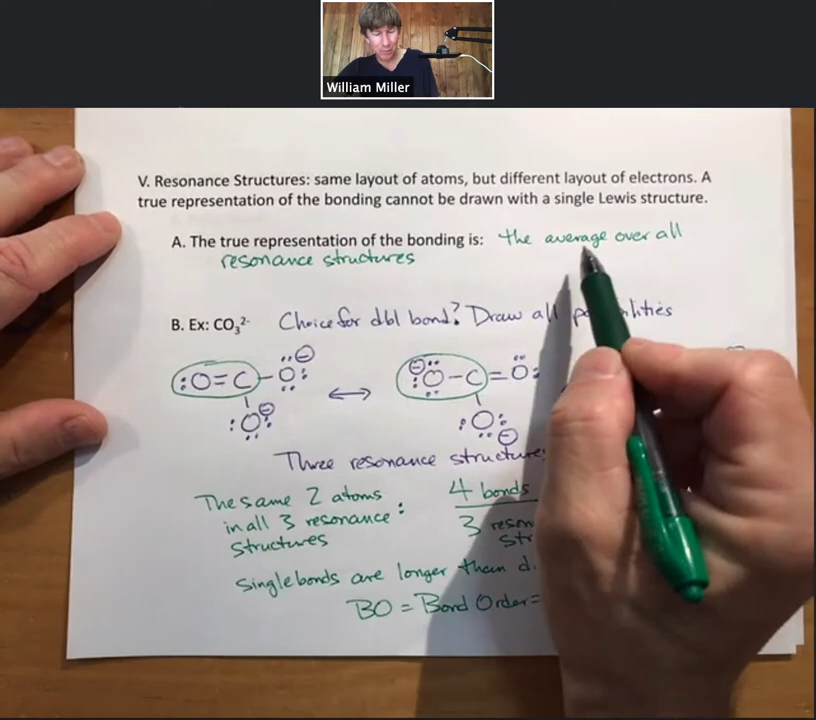 William Miller
V. Resonance Structures: same layout of atoms, but different layout of electrons. A
true representation of the bonding cannot be drawn with a single Lewis structure.
A. The true representation of the bonding is: the average over all
resonance structures
B. Ex: CO₃²⁻ Choice for dbl bond? Draw all
:O=C-O: ⊖ ⟷ ⊖ :O-C=O:
:O: ⊖ :O: ⊖
Three resonance
The same 2 atoms
in all 3 resonance :
structures
4 bonds
3
Single bonds are longer than
BO = Bond Order =